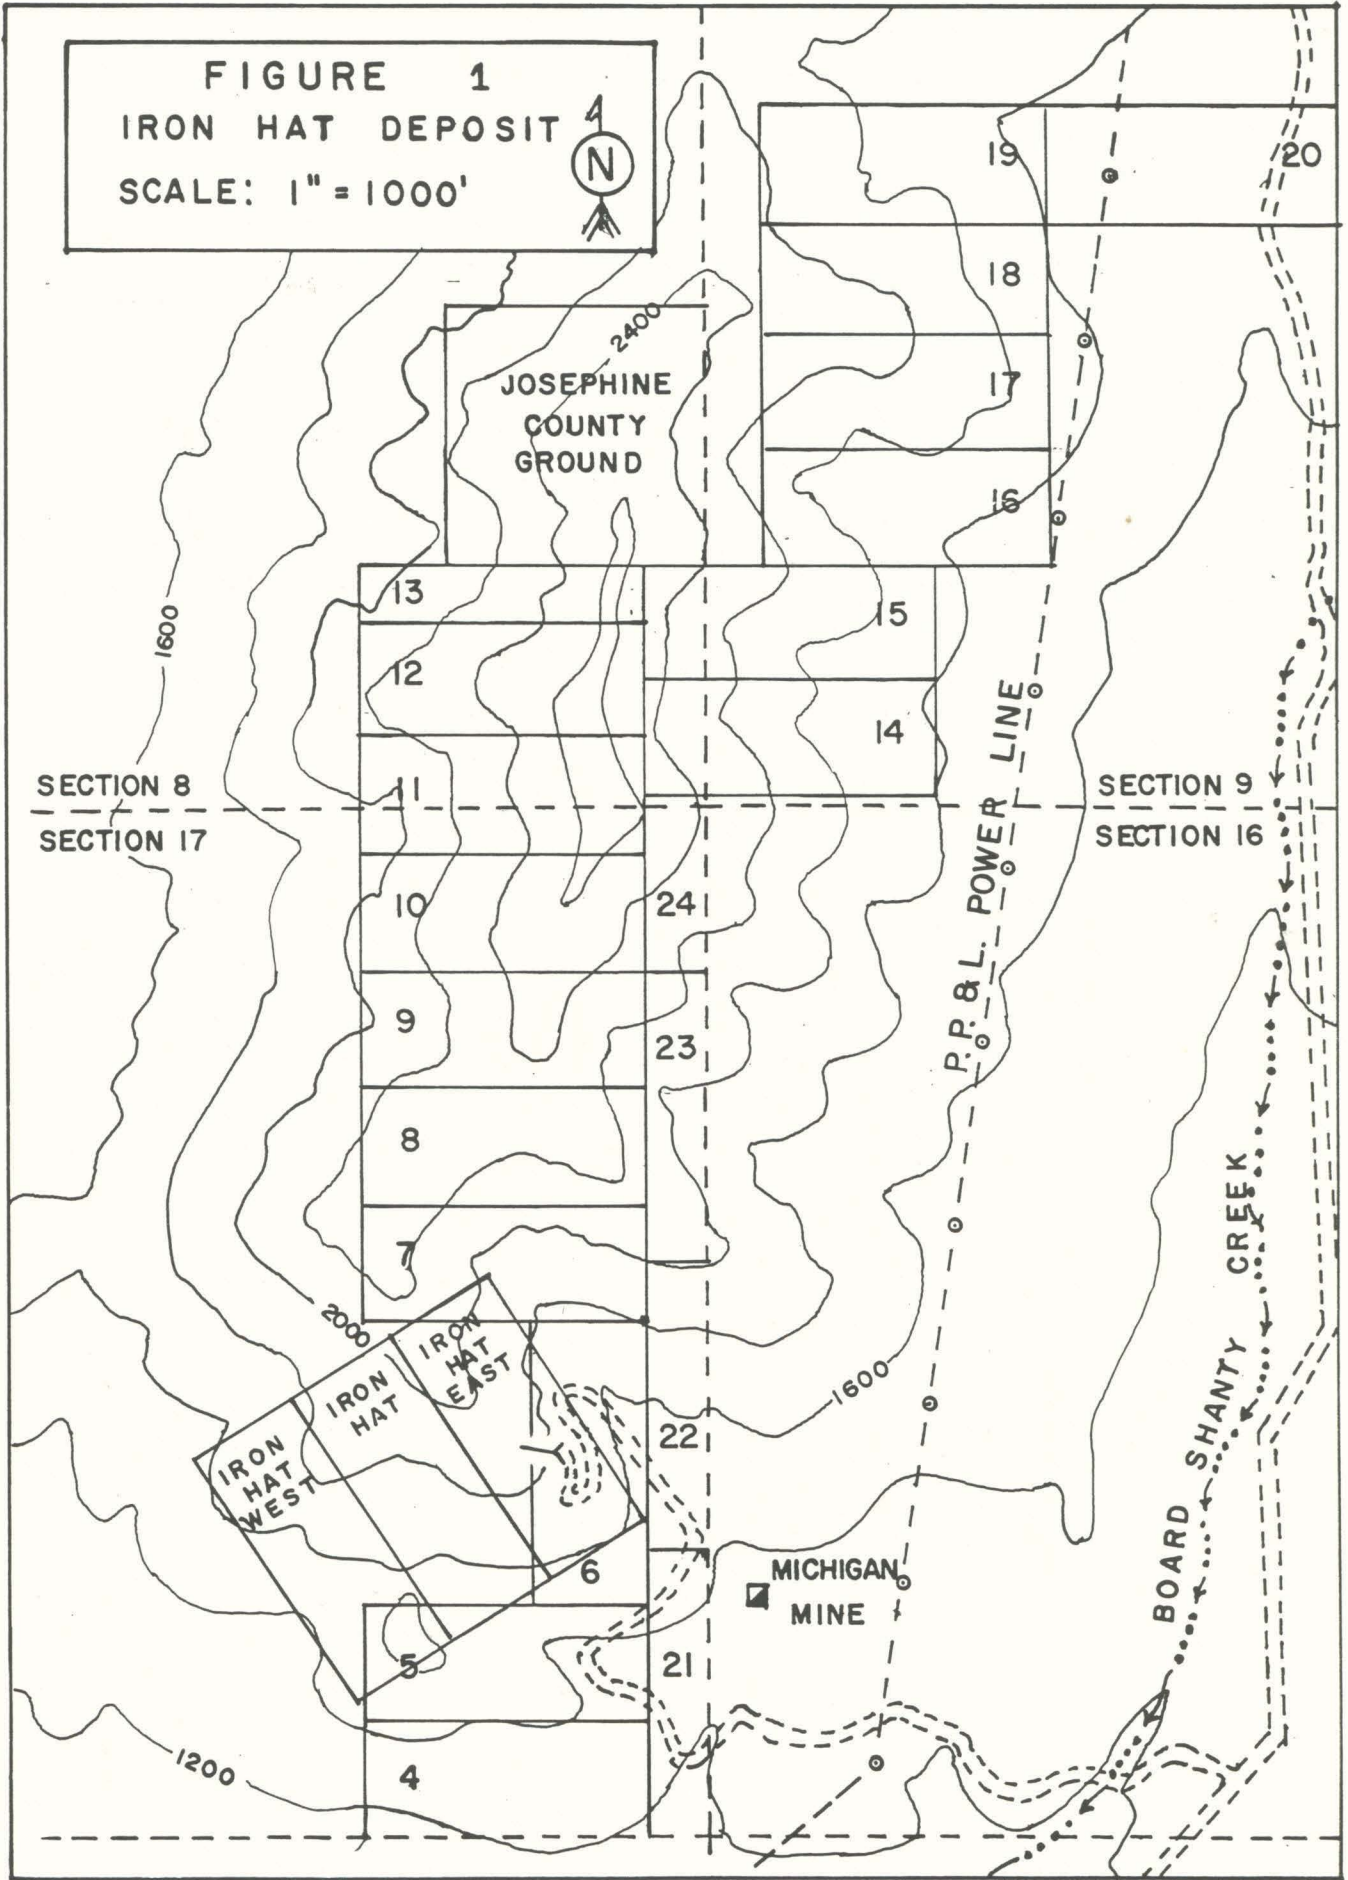 FIGURE 1
IRON HAT DEPOSIT
SCALE: 1" = 1000'
N
19
20
18
2400
17
JOSEPHINE
COUNTY
GROUND
16
13
15
1600
12
14
SECTION 8
11
SECTION 9
SECTION 17
SECTION 16
10
24
P.P.&L. POWER LINE
9
23
8
7
2000
IRON
HAT
EAST
IRON
HAT
1600
22
IRON
HAT
WEST
BOARD SHANTY CREEK
6
MICHIGAN
MINE
5
21
1200
4